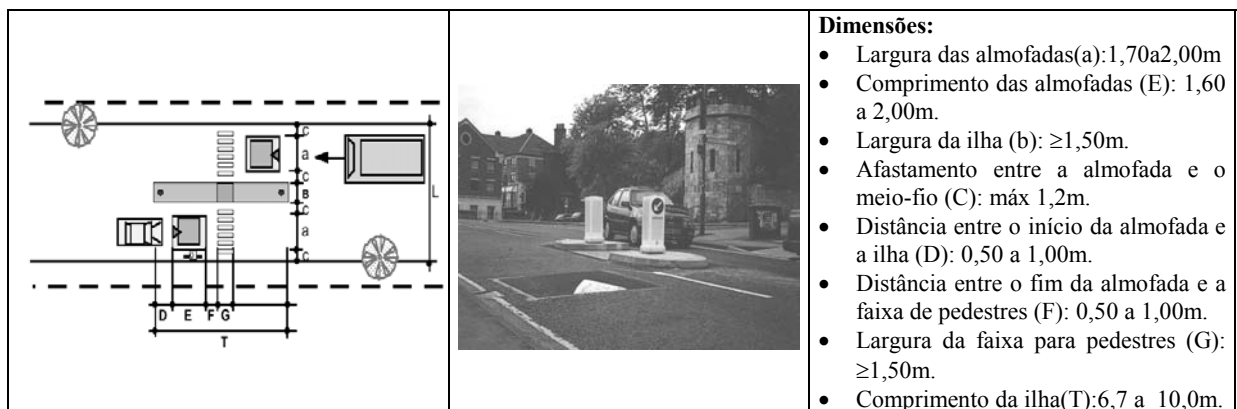 C
a
C
B
C
a
C
L
D E F G
T
Dimensões:
• Largura das almofadas(a):1,70a2,00m
• Comprimento das almofadas (E): 1,60
a 2,00m.
• Largura da ilha (b): ≥1,50m.
• Afastamento entre a almofada e o
meio-fio (C): máx 1,2m.
• Distância entre o início da almofada e
a ilha (D): 0,50 a 1,00m.
• Distância entre o fim da almofada e a
faixa de pedestres (F): 0,50 a 1,00m.
• Largura da faixa para pedestres (G):
≥1,50m.
• Comprimento da ilha(T):6,7 a 10,0m.